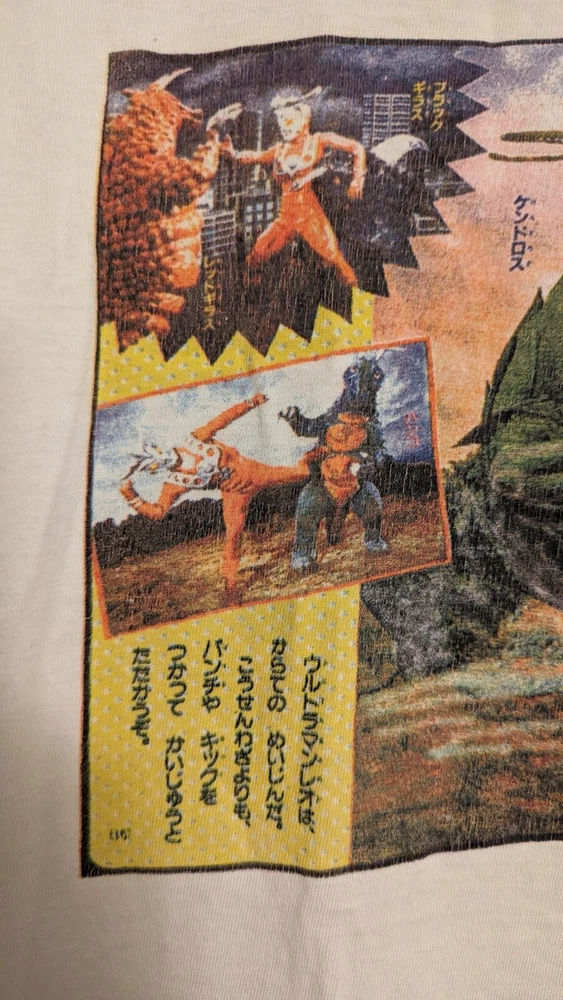 ケンドロス
ブラック
ギラス
レッドギラス
ウルトラマンレオは、
からての めいじんだ。
こうせんわざよりも、
パンチや キックを
つかって かいじゅうと
たたかうぞ。